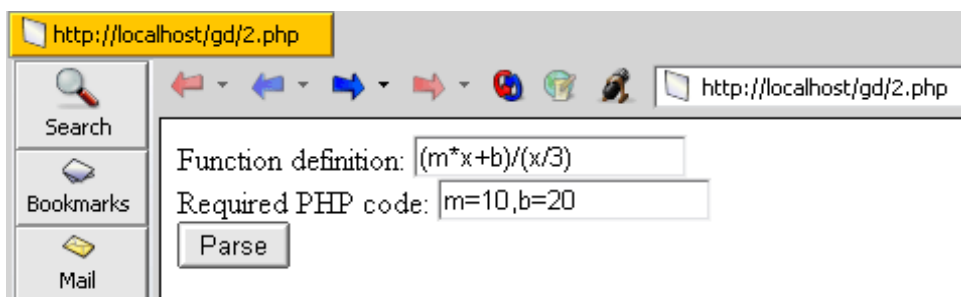 http://localhost/gd/2.php
Search
http://localhost/gd/2.php
Bookmarks
Mail
Function definition: (m*x+b)/(x/3)
Required PHP code: m=10,b=20
Parse